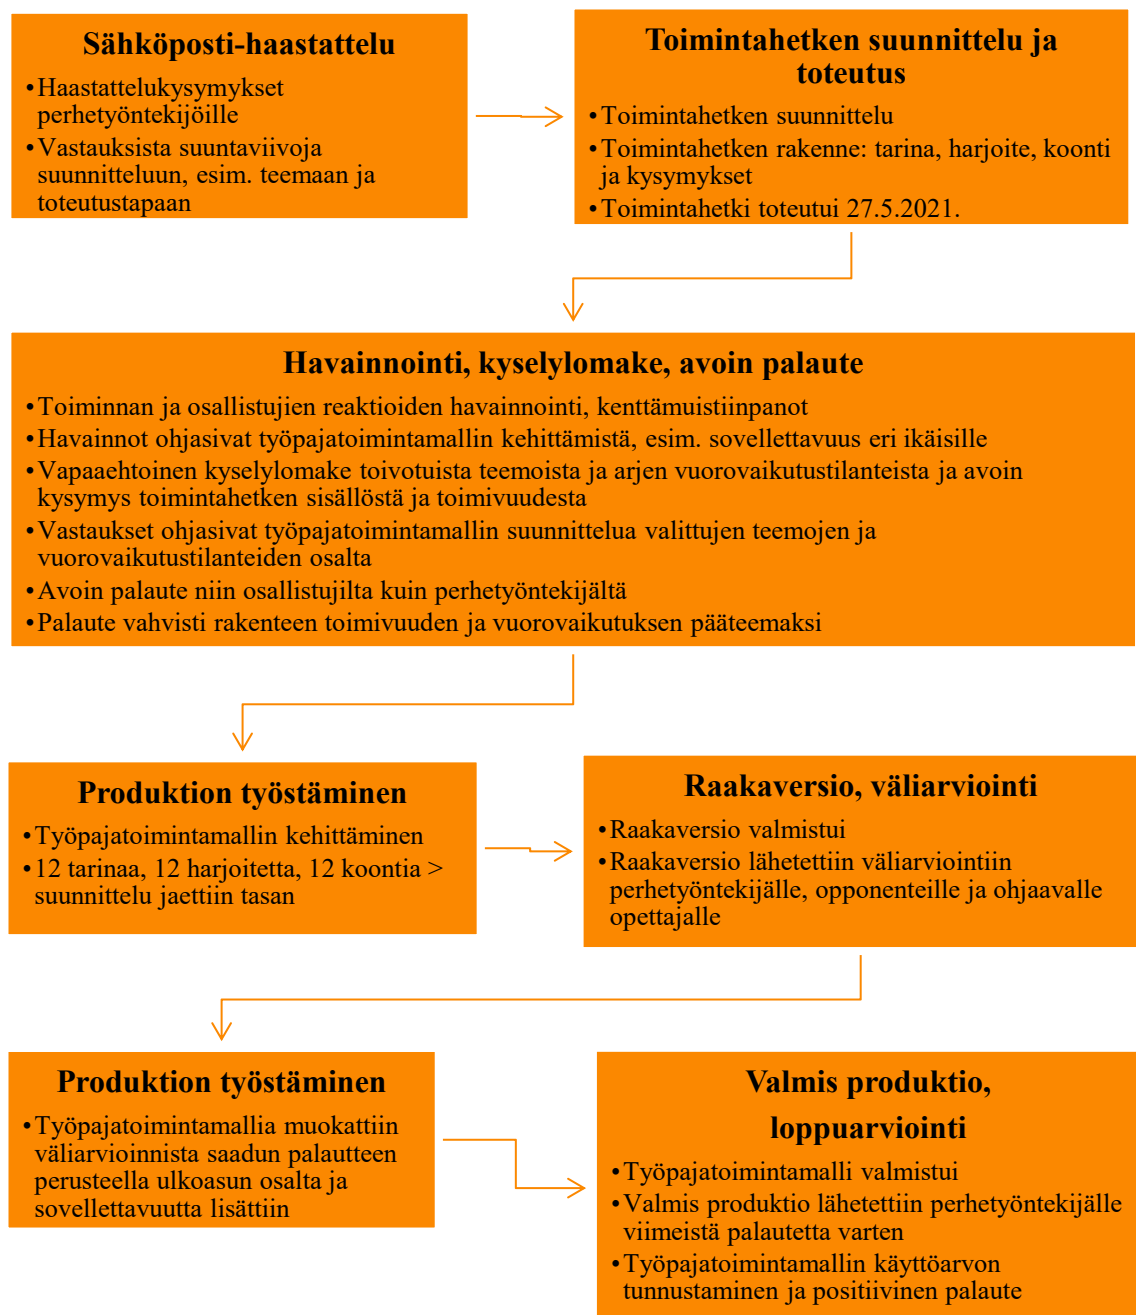 Sähköposti-haastattelu
•Haastattelukysymykset
perhetyöntekijöille
•Vastauksista suuntaviivoja
suunnitteluun, esim. teemaan ja
toteutustapaan
Toimintahetken suunnittelu ja
toteutus
•Toimintahetken suunnittelu
•Toimintahetken rakenne: tarina, harjoite, koonti
ja kysymykset
•Toimintahetki toteutui 27.5.2021.
Havainnointi, kyselylomake, avoin palaute
•Toiminnan ja osallistujien reaktioiden havainnointi, kenttämuistiinpanot
•Havainnot ohjasivat työpajatoimintamallin kehittämistä, esim. sovellettavuus eri ikäisille
•Vapaaehtoinen kyselylomake toivotuista teemoista ja arjen vuorovaikutustilanteista ja avoin
kysymys toimintahetken sisällöstä ja toimivuudesta
•Vastaukset ohjasivat työpajatoimintamallin suunnittelua valittujen teemojen ja
vuorovaikutustilanteiden osalta
•Avoin palaute niin osallistujilta kuin perhetyöntekijältä
•Palaute vahvisti rakenteen toimivuuden ja vuorovaikutuksen pääteemaksi
Produktion työstäminen
•Työpajatoimintamallin kehittäminen
•12 tarinaa, 12 harjoitetta, 12 koontia >
suunnittelu jaettiin tasan
Raakaversio, väliarviointi
•Raakaversio valmistui
•Raakaversio lähetettiin väliarviointiin
perhetyöntekijälle, opponenteille ja ohjaavalle
opettajalle
Produktion työstäminen
•Työpajatoimintamallia muokattiin
väliarvioinnista saadun palautteen
perusteella ulkoasun osalta ja
sovellettavuutta lisättiin
Valmis produktio,
loppuarviointi
•Työpajatoimintamalli valmistui
•Valmis produktio lähetettiin perhetyöntekijälle
viimeistä palautetta varten
•Työpajatoimintamallin käyttöarvon
tunnustaminen ja positiivinen palaute